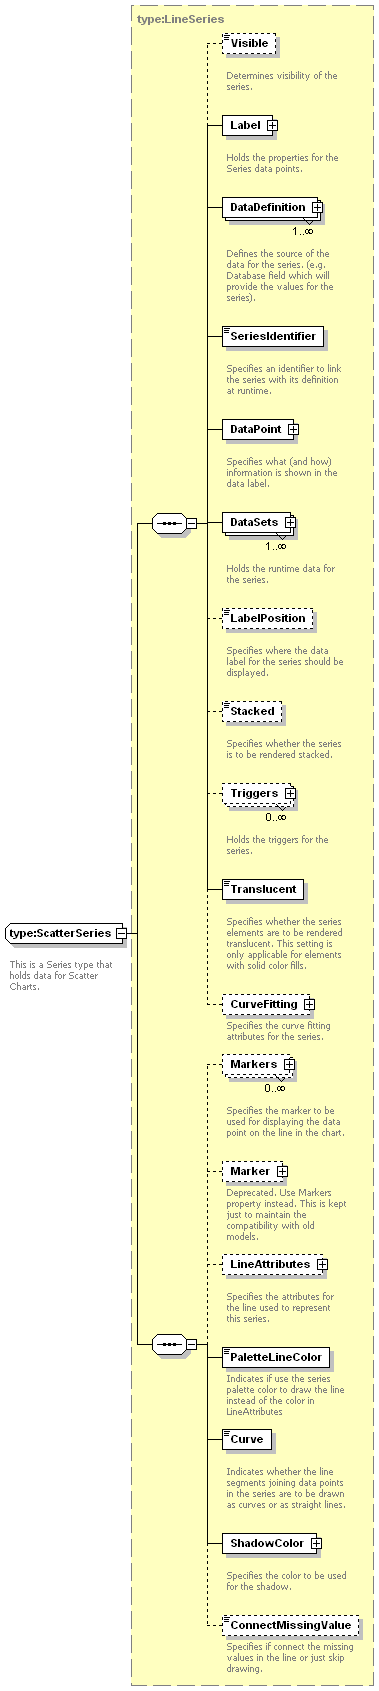 type:LineSeries
Visible
Determines visibility of the
series.
Label
Holds the properties for the
Series data points.
DataDefinition
1..∞
Defines the source of the
data for the series. (e.g.
Database field which will
provide the values for the
series).
SeriesIdentifier
Specifies an identifier to link
the series with its definition
at runtime.
DataPoint
Specifies what (and how)
information is shown in the
data label.
DataSets
1..∞
Holds the runtime data for
the series.
LabelPosition
Specifies where the data
label for the series should be
displayed.
Stacked
Specifies whether the series
is to be rendered stacked.
Triggers
0..∞
Holds the triggers for the
series.
Translucent
Specifies whether the series
elements are to be rendered
translucent. This setting is
only applicable for elements
with solid color fills.
type:ScatterSeries
This is a Series type that
holds data for Scatter
Charts.
CurveFitting
Specifies the curve fitting
attributes for the series.
Markers
0..∞
Specifies the marker to be
used for displaying the data
point on the line in the chart.
Marker
Deprecated. Use Markers
property instead. This is kept
just to maintain the
compatibility with old
models.
LineAttributes
Specifies the attributes for
the line used to represent
this series.
PaletteLineColor
Indicates if use the series
palette color to draw the line
instead of the color in
LineAttributes
Curve
Indicates whether the line
segments joining data points
in the series are to be drawn
as curves or as straight lines.
ShadowColor
Specifies the color to be used
for the shadow.
ConnectMissingValue
Specifies if connect the missing
values in the line or just skip
drawing.